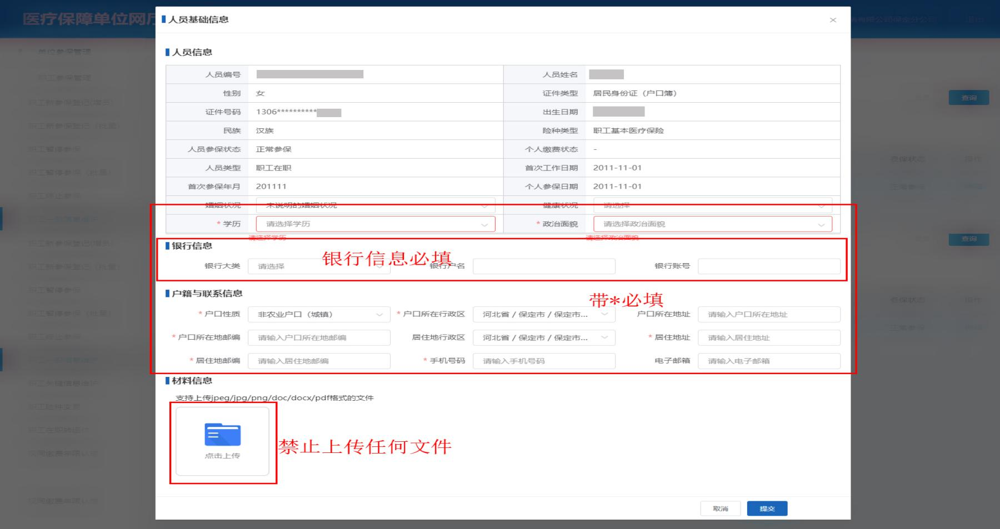 医疗保障单位网厅
人员基础信息
单位参保管理
职工参保管理
查询
人员信息
人员编号
人员姓名
性别 女
证件类型 居民身份证（户口簿）
证件号码 1306**********
出生日期
民族 汉族
险种类型 职工基本医疗保险
人员参保状态 正常参保
个人缴费状态 -
人员类型 职工在职
首次工作日期 2011-11-01
首次参保年月 201111
个人参保日期 2011-11-01
婚姻状况 未说明的婚姻状况
健康状况 请选择
* 学历 请选择学历
* 政治面貌 请选择政治面貌
请选择学历
请选择政治面貌
查询
银行信息
银行信息必填
银行大类 请选择
银行户名
银行账号
户籍与联系信息
带*必填
* 户口性质 非农业户口（城镇）
* 户口所在行政区 河北省 / 保定市 / 保定市...
户口所在地址 请输入户口所在地址
* 户口所在地邮编 请输入户口所在地邮编
居住地行政区 河北省 / 保定市 / 保定市...
* 居住地址 请输入居住地址
* 居住地邮编 请输入居住地邮编
* 手机号码 请输入手机号码
电子邮箱 请输入电子邮箱
材料信息
支持上传jpeg/jpg/png/doc/docx/pdf格式的文件
点击上传
禁止上传任何文件
取消
提交